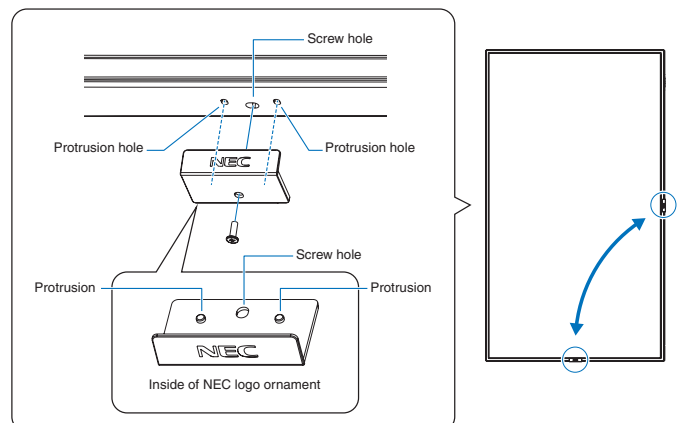 Screw hole
Protrusion hole
Protrusion hole
NEC
Screw hole
Protrusion
Protrusion
NEC
Inside of NEC logo ornament